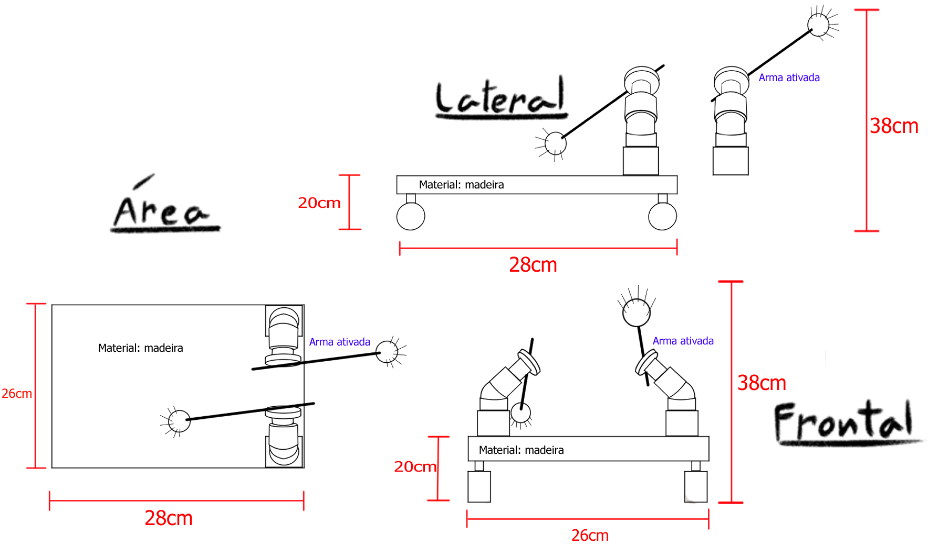 Lateral
Arma ativada
38cm
Material: madeira
20cm
28cm
Área
Material: madeira
Arma ativada
26cm
28cm
Arma ativada
38cm
Frontal
Material: madeira
20cm
26cm